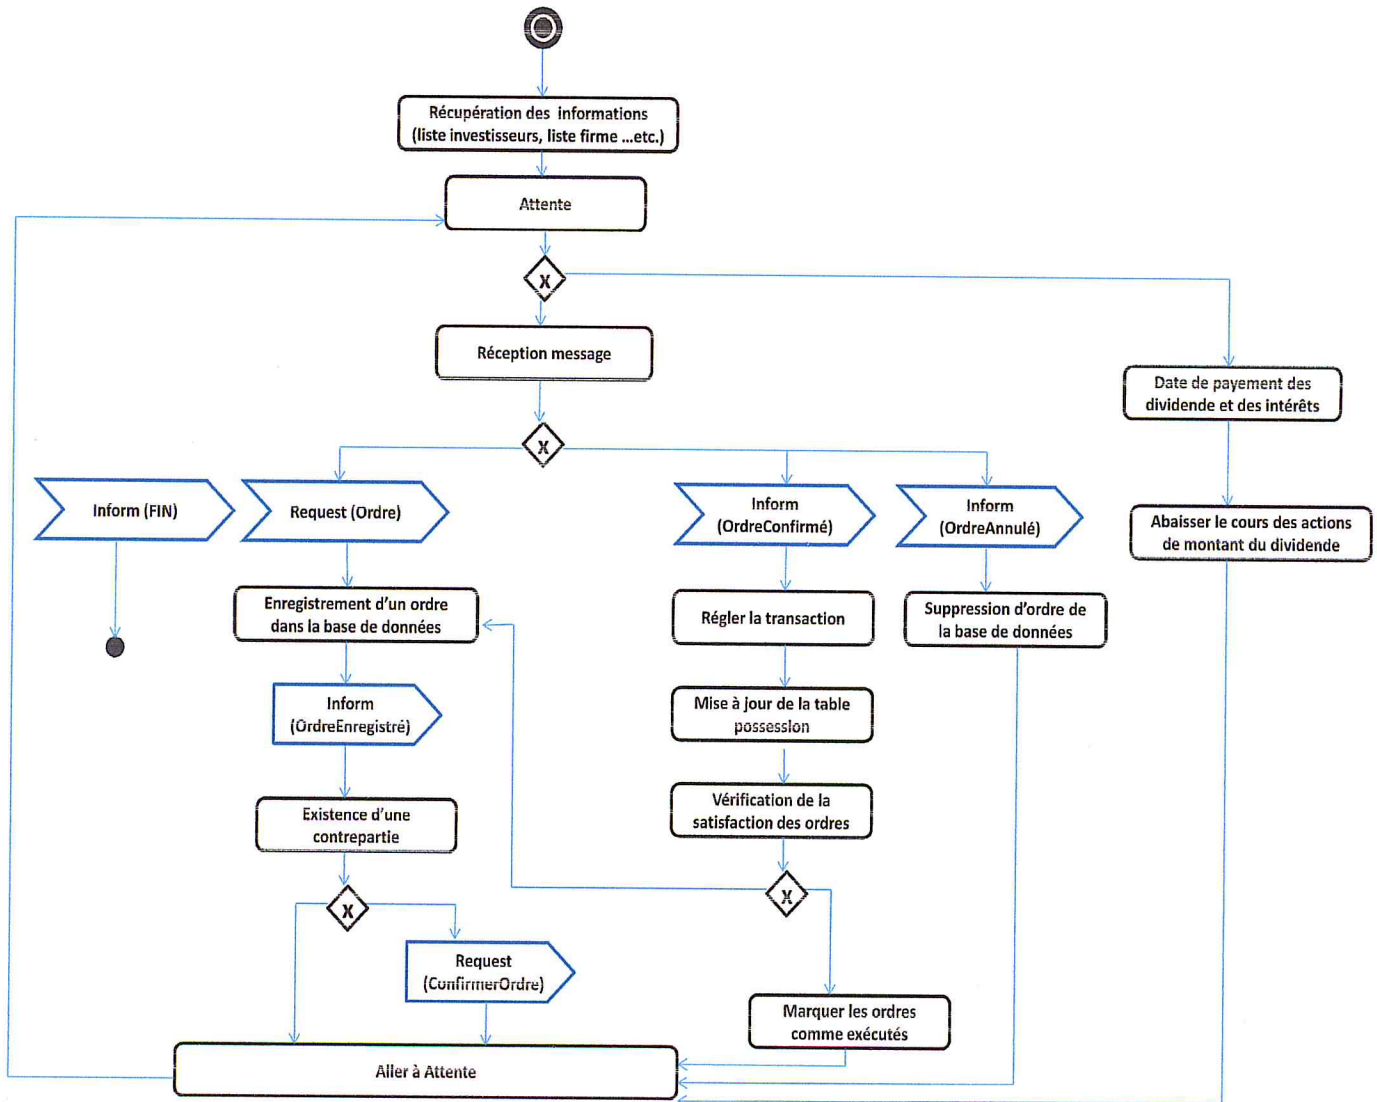 Récupération des informations
(liste investisseurs, liste firme ...etc.)
Attente
X
Réception message
Date de payement des
dividende et des intérêts
X
Inform (FIN)
Request (Ordre)
Inform
(OrdreConfirmé)
Inform
(OrdreAnnulé)
Abaisser le cours des actions
de montant du dividende
Enregistrement d'un ordre
dans la base de données
Régler la transaction
Suppression d'ordre de
la base de données
Inform
(OrdreEnregistré)
Mise à jour de la table
possession
Existence d'une
contrepartie
Vérification de la
satisfaction des ordres
X
X
Request
(ConfirmerOrdre)
Marquer les ordres
comme exécutés
Aller à Attente